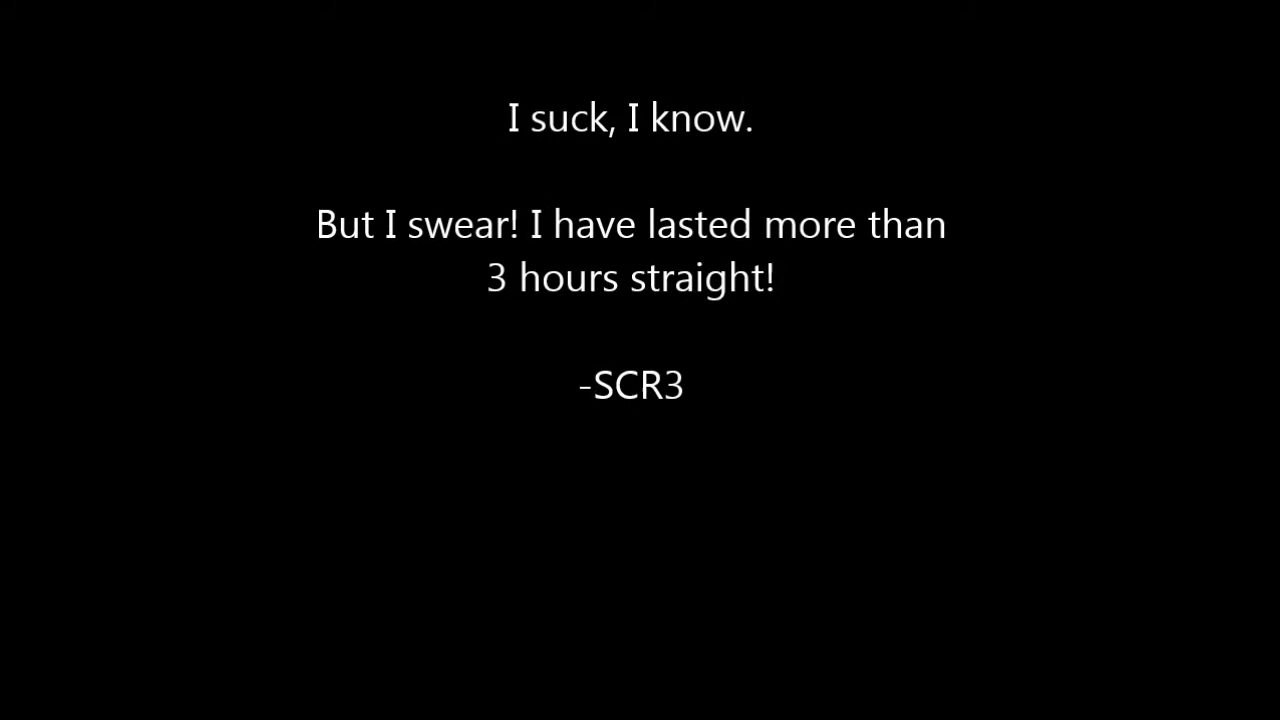 I suck, I know.
But I swear! I have lasted more than
3 hours straight!
-SCR3